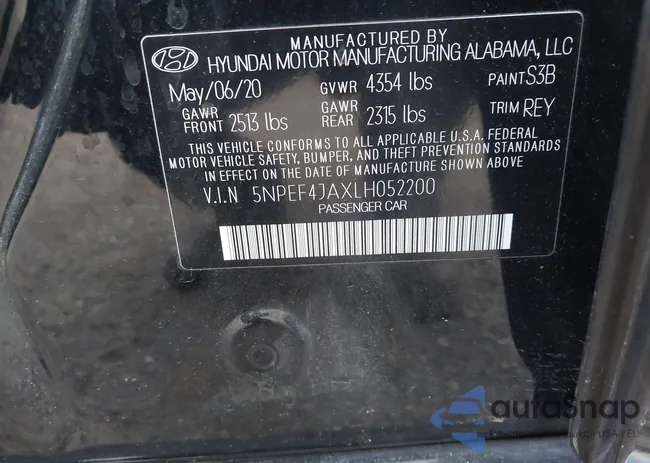 MANUFACTURED BY
HYUNDAI MOTOR MANUFACTURING ALABAMA, LLC
May/06/20 GVWR 4354 lbs PAINT S3B
GAWR FRONT 2513 lbs GAWR REAR 2315 lbs TRIM REY
THIS VEHICLE CONFORMS TO ALL APPLICABLE U.S.A. FEDERAL
MOTOR VEHICLE SAFETY, BUMPER, AND THEFT PREVENTION STANDARDS
IN EFFECT ON THE DATE OF MANUFACTURE SHOWN ABOVE
V.I.N 5NPEF4JAXLH052200
PASSENGER CAR
autosnap
USA i EU